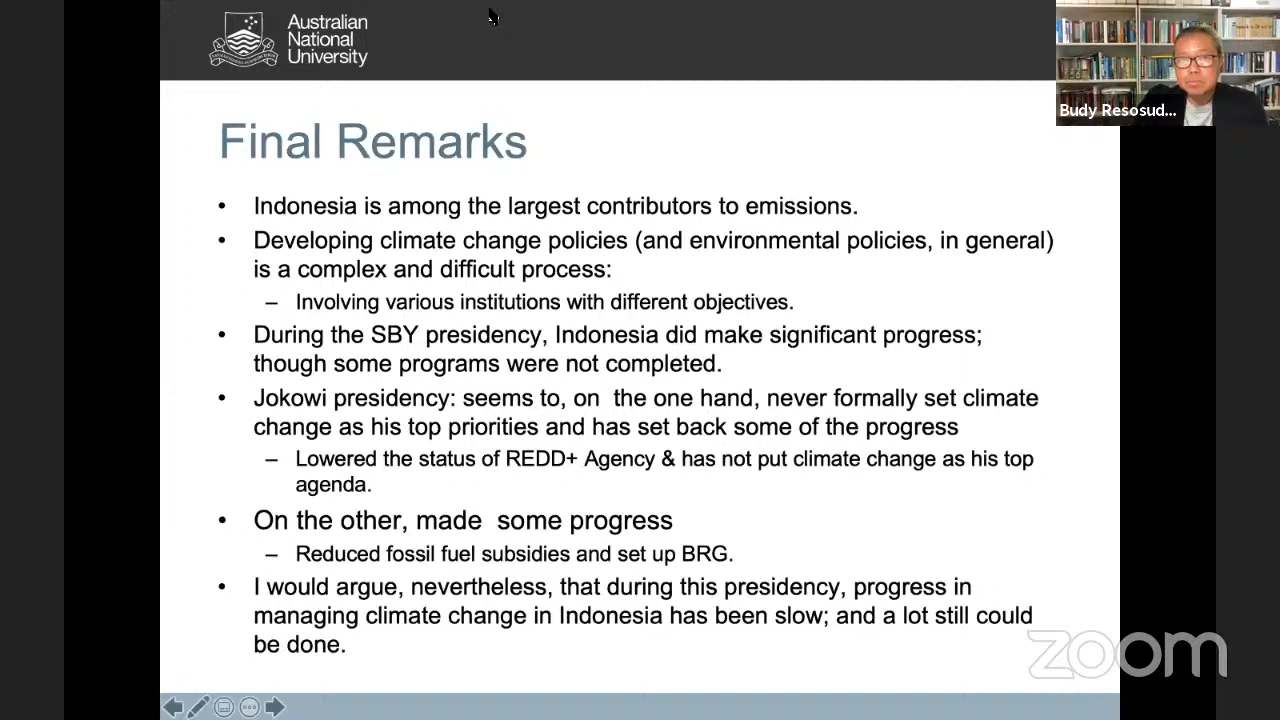 Australian
National
University
Budy Resosud...
Final Remarks
• Indonesia is among the largest contributors to emissions.
• Developing climate change policies (and environmental policies, in general)
is a complex and difficult process:
– Involving various institutions with different objectives.
• During the SBY presidency, Indonesia did make significant progress;
though some programs were not completed.
• Jokowi presidency: seems to, on the one hand, never formally set climate
change as his top priorities and has set back some of the progress
– Lowered the status of REDD+ Agency & has not put climate change as his top
agenda.
• On the other, made some progress
– Reduced fossil fuel subsidies and set up BRG.
• I would argue, nevertheless, that during this presidency, progress in
managing climate change in Indonesia has been slow; and a lot still could
be done.
zoom